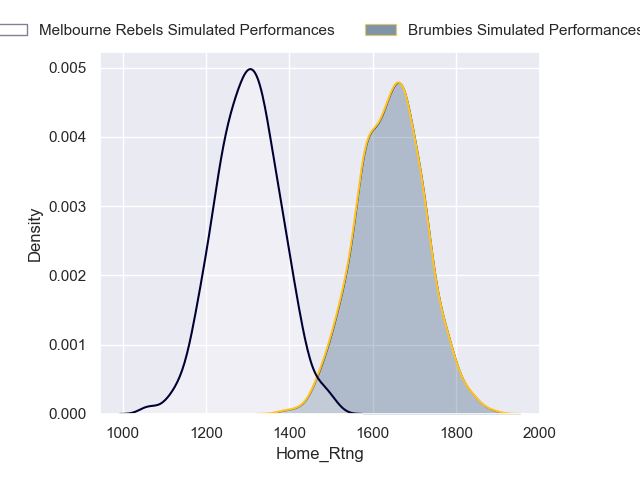 Melbourne Rebels Simulated Performances Brumbies Simulated Performances
0.005
0.004
0.003
0.002
0.001
0.000
Density
1000 1200 1400 1600 1800 2000
Home_Rtng